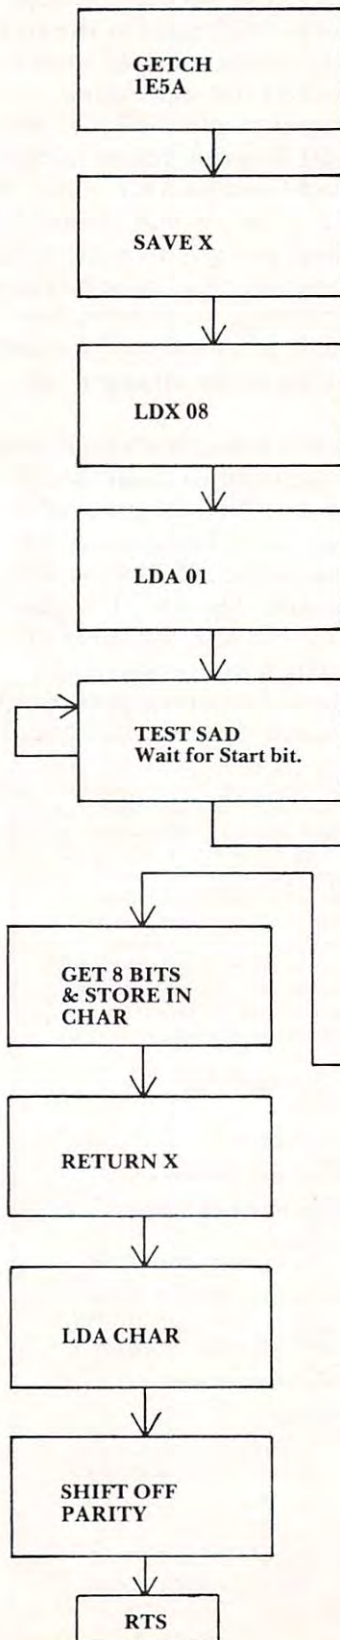 GETCH
1E5A
SAVE X
LDX 08
LDA 01
TEST SAD
Wait for Start bit.
GET 8 BITS
& STORE IN
CHAR
RETURN X
LDA CHAR
SHIFT OFF
PARITY
RTS